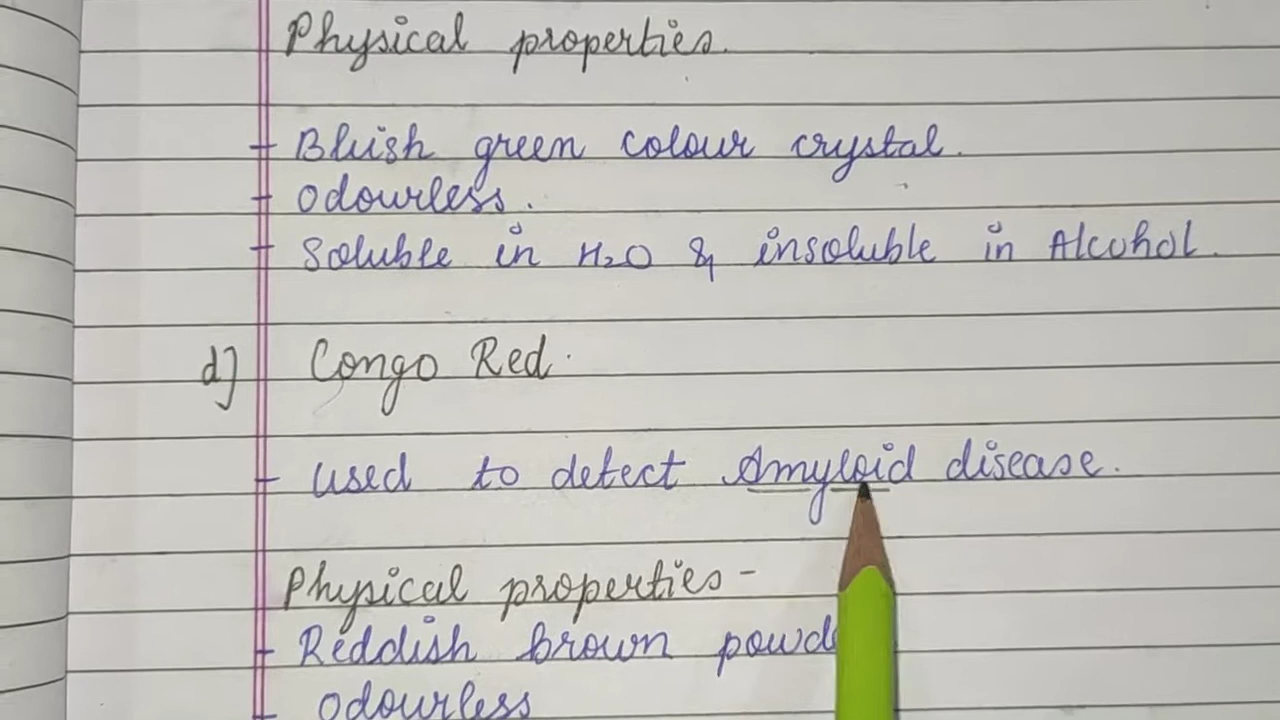 Physical properties.
- Bluish green colour crystal.
- Odourless.
- Soluble in H₂O & insoluble in Alcohol.
d] Congo Red.
- Used to detect Amyloid disease.
Physical properties -
- Reddish brown powd
- Odourless